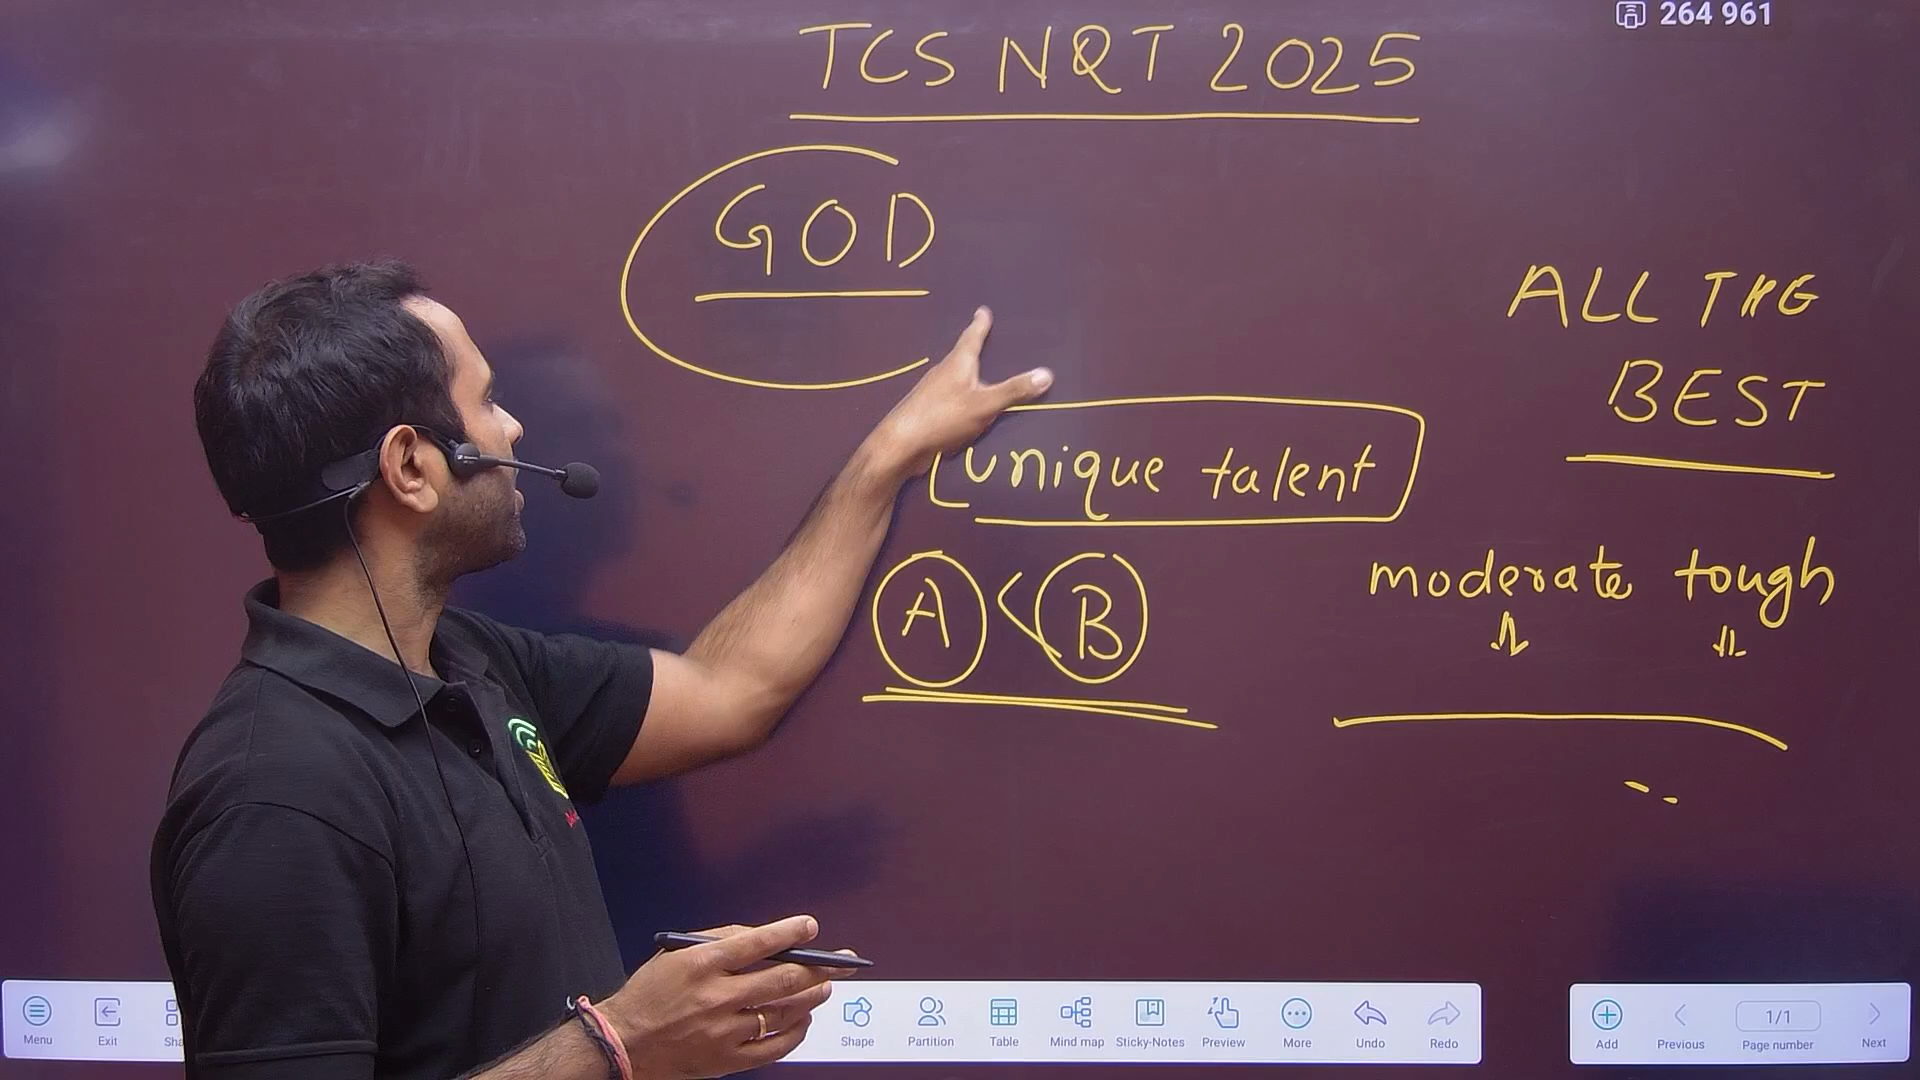 264 961
TCS NQT 2025
GOD
ALL THE
BEST
unique talent
A < B
moderate tough
Menu
Exit
Sha
Shape
Partition
Table
Mind map
Sticky-Notes
Preview
More
Undo
Redo
Add
Previous
1/1
Page number
Next